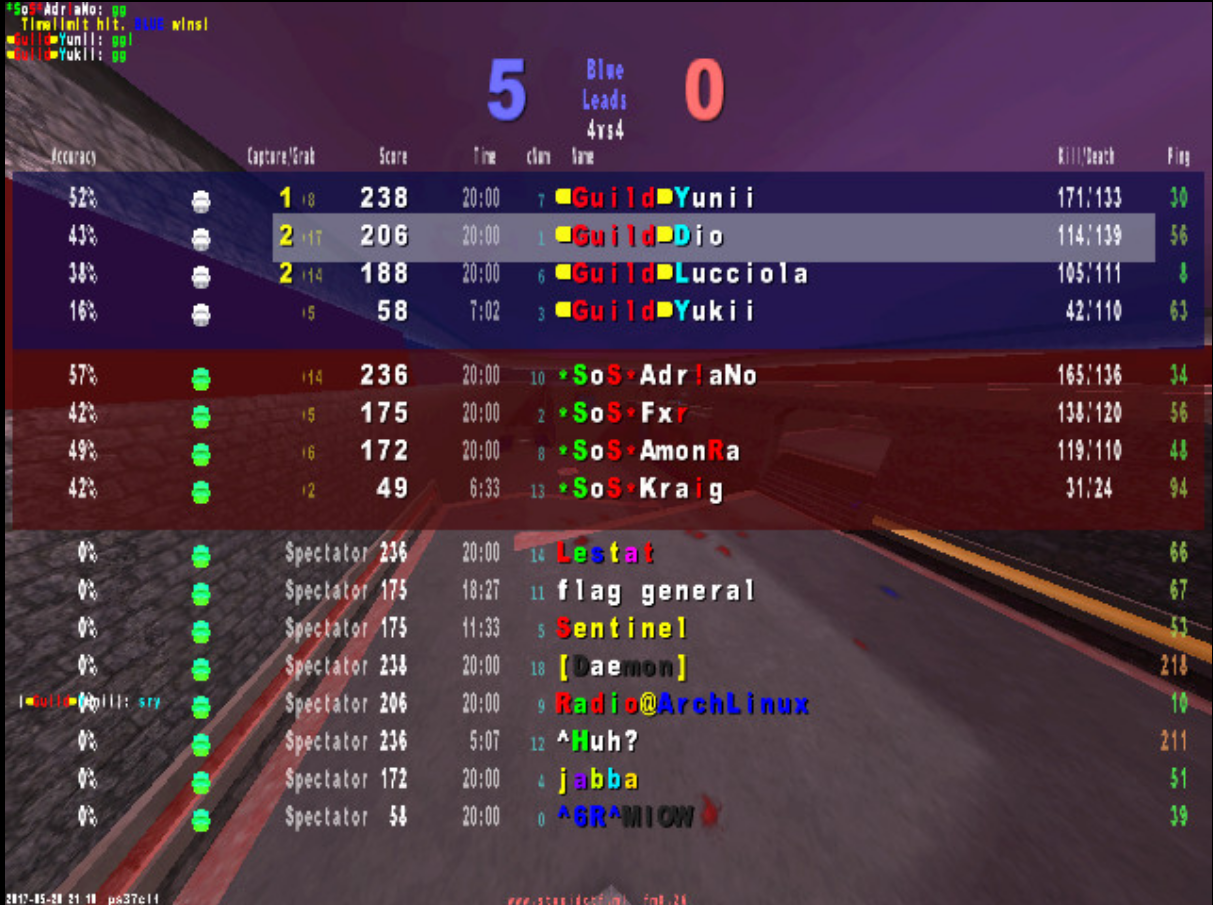 *SoS*Adr!aNo: gg
Timelimit hit. BLUE wins!
Guild Yunii: ggl
Guild Yukii: gg
5 Blue Leads 4vs4 0
Accuracy Capture/Grab Score Time cNum Name Kill/Death Ping
52% 1 /8 238 20:00 7 Guild Yunii 171/133 30
43% 2 /17 206 20:00 1 Guild Dio 114/139 56
38% 2 /14 188 20:00 6 Guild Lucciola 105/111 8
16% /5 58 7:02 3 Guild Yukii 42/110 63
57% /14 236 20:00 10 *SoS*Adr!aNo 165/136 34
42% /5 175 20:00 2 *SoS*Fxr 138/120 56
49% /6 172 20:00 8 *SoS*AmonRa 119/110 48
42% /2 49 6:33 13 *SoS*Kraig 31/24 94
0% Spectator 236 20:00 14 Lestat 66
0% Spectator 175 18:27 11 flag general 67
0% Spectator 175 11:33 5 Sentinel 53
0% Spectator 238 20:00 18 [Daemon] 218
0% Spectator 206 20:00 9 Radio@ArchLinux 10
sry
0% Spectator 236 5:07 12 ^Huh? 211
0% Spectator 172 20:00 4 jabba 51
0% Spectator 58 20:00 0 ^6R^MIOW 39
ps37ctf